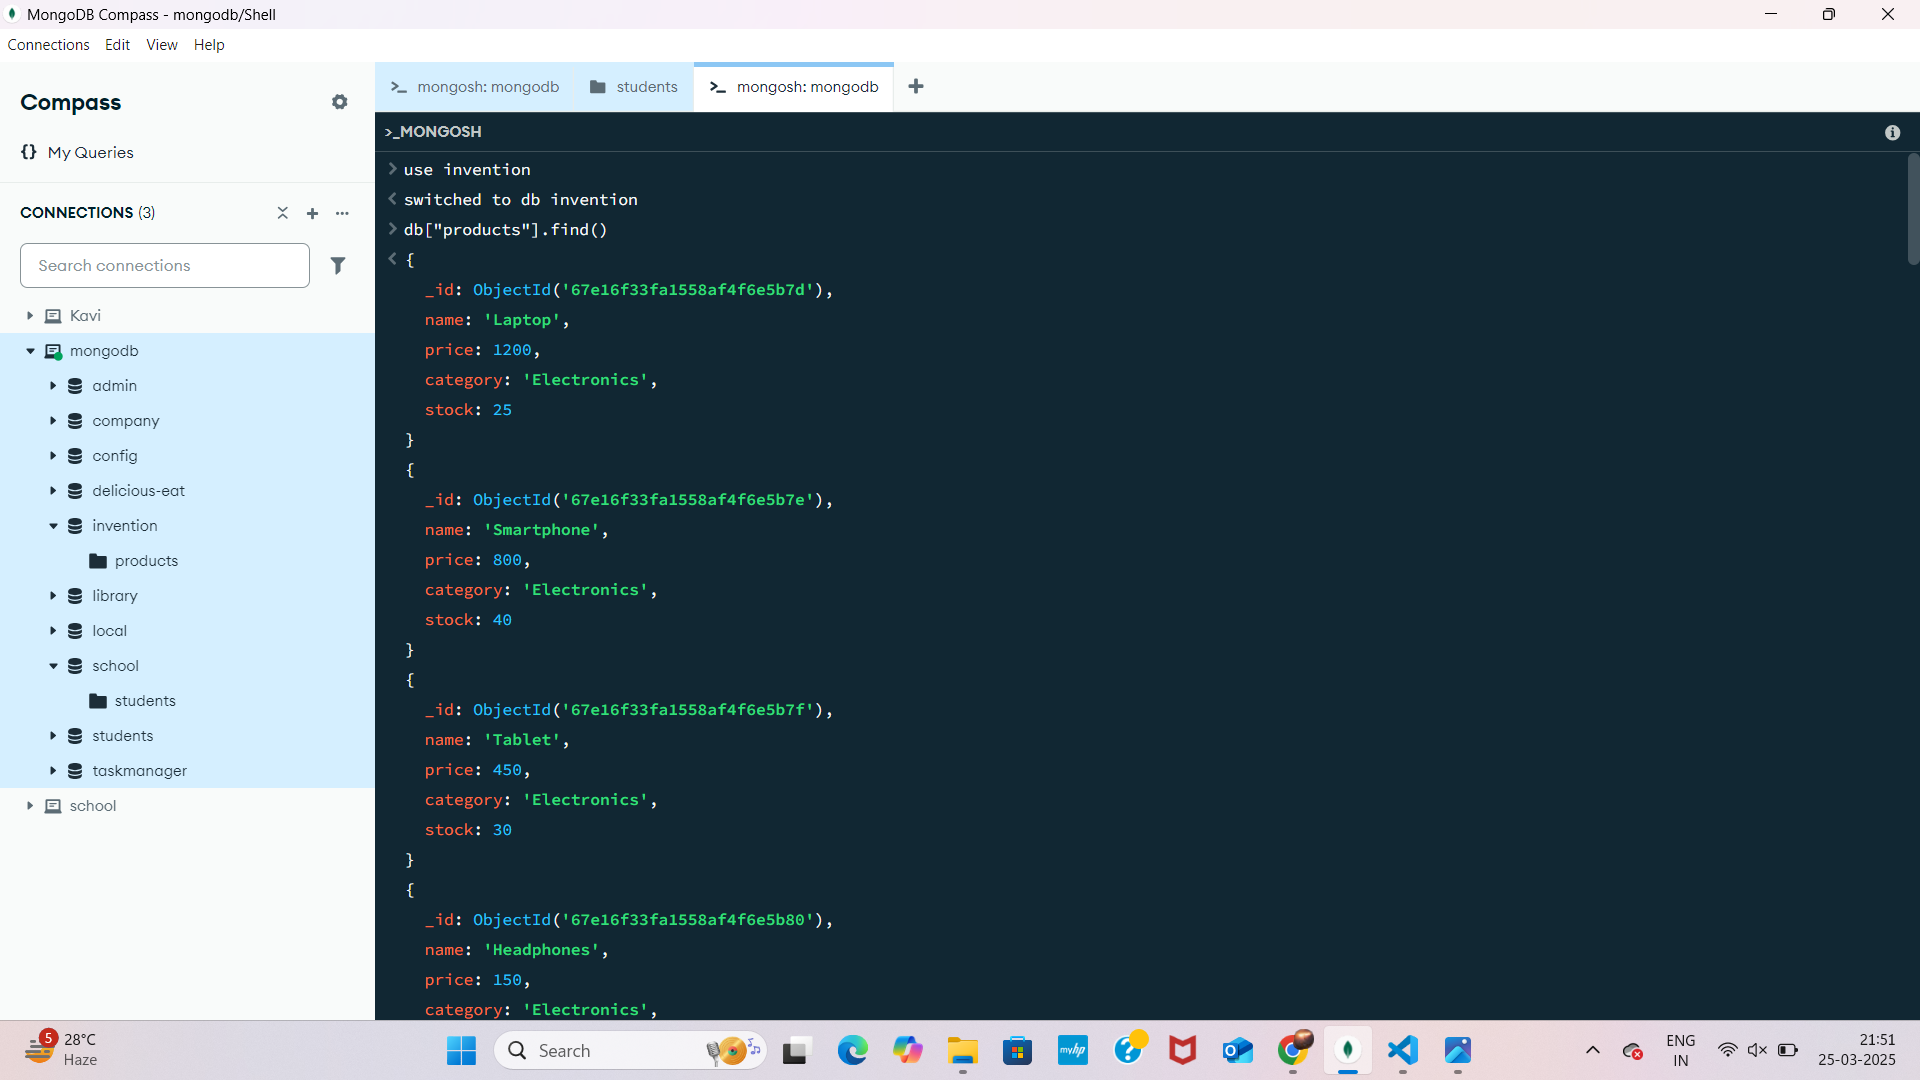 MongoDB Compass - mongodb/Shell
Connections Edit View Help
Compass
My Queries
CONNECTIONS (3)
Search connections
Kavi
mongodb
admin
company
config
delicious-eat
invention
products
library
local
school
students
students
taskmanager
school
mongosh: mongodb students mongosh: mongodb
>_MONGOSH
> use invention
< switched to db invention
> db["products"].find()
< {
_id: ObjectId('67e16f33fa1558af4f6e5b7d'),
name: 'Laptop',
price: 1200,
category: 'Electronics',
stock: 25
}
{
_id: ObjectId('67e16f33fa1558af4f6e5b7e'),
name: 'Smartphone',
price: 800,
category: 'Electronics',
stock: 40
}
{
_id: ObjectId('67e16f33fa1558af4f6e5b7f'),
name: 'Tablet',
price: 450,
category: 'Electronics',
stock: 30
}
{
_id: ObjectId('67e16f33fa1558af4f6e5b80'),
name: 'Headphones',
price: 150,
category: 'Electronics',
5
28°C
Haze
Search
myhp
ENG
IN
21:51
25-03-2025